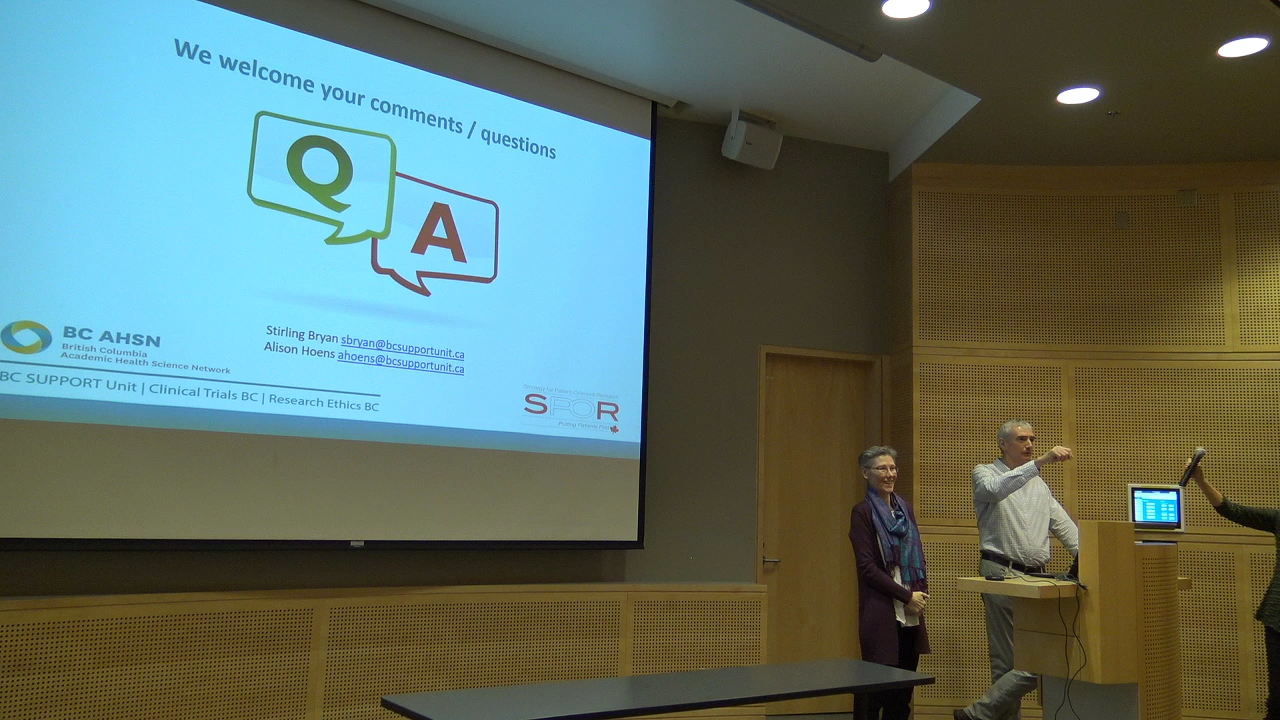 We welcome your comments / questions
Q
A
Stirling Bryan sbryan@bcsupportunit.ca
Alison Hoens ahoens@bcsupportunit.ca
BC AHSN
British Columbia
Academic Health Science Network
BC SUPPORT Unit | Clinical Trials BC | Research Ethics BC
SPOR